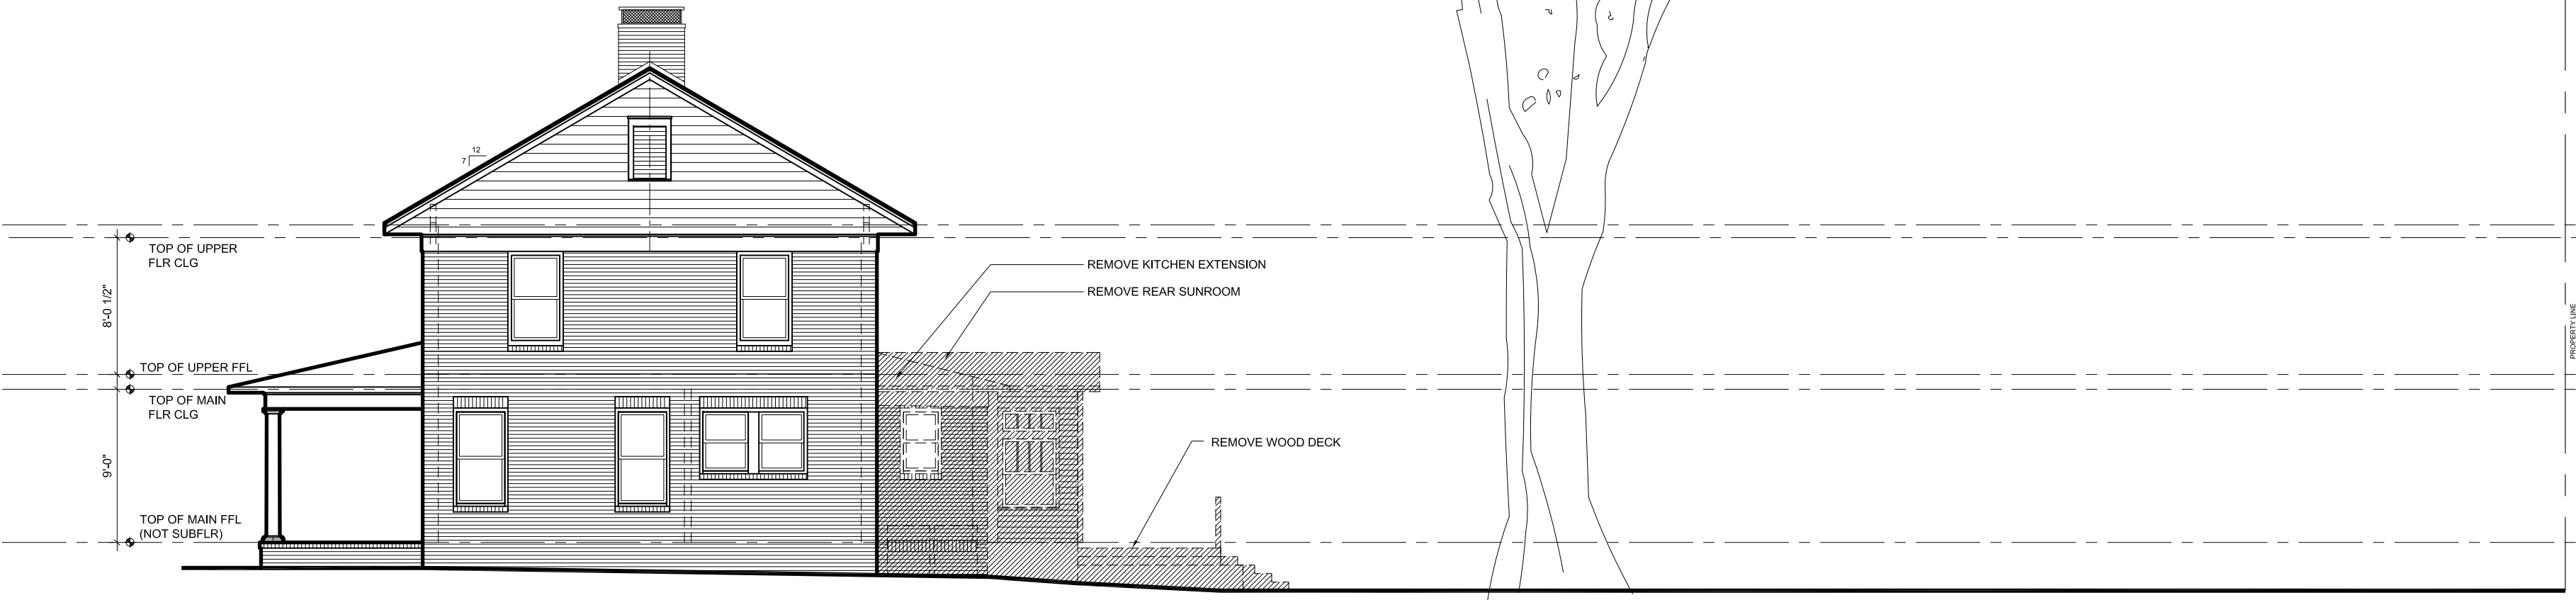 12
7
TOP OF UPPER
FLR CLG
8'-0 1/2"
REMOVE KITCHEN EXTENSION
REMOVE REAR SUNROOM
PROPERTY LINE
TOP OF UPPER FFL
TOP OF MAIN
FLR CLG
9'-0"
REMOVE WOOD DECK
TOP OF MAIN FFL
(NOT SUBFLR)